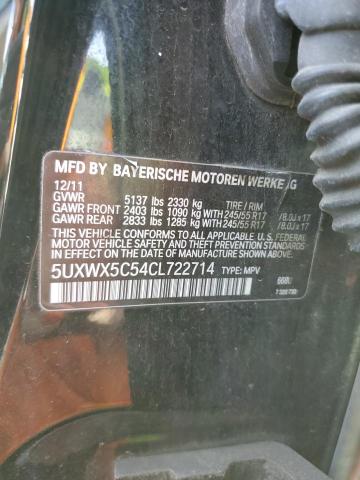 MFD BY BAYERISCHE MOTOREN WERKE AG
12/11
GVWR 5137 lbs 2330 kg TIRE / RIM
GAWR FRONT 2403 lbs 1090 kg WITH 245/55 R17 /8.0J x 17
GAWR REAR 2833 lbs 1285 kg WITH 245/55 R17 /8.0J x 17
THIS VEHICLE CONFORMS TO ALL APPLICABLE U.S. FEDERAL
MOTOR VEHICLE SAFETY STANDARDS IN EFFECT ON THE
DATE OF MANUFACTURE SHOWN ABOVE.
5UXWX5C54CL722714 TYPE: MPV
668